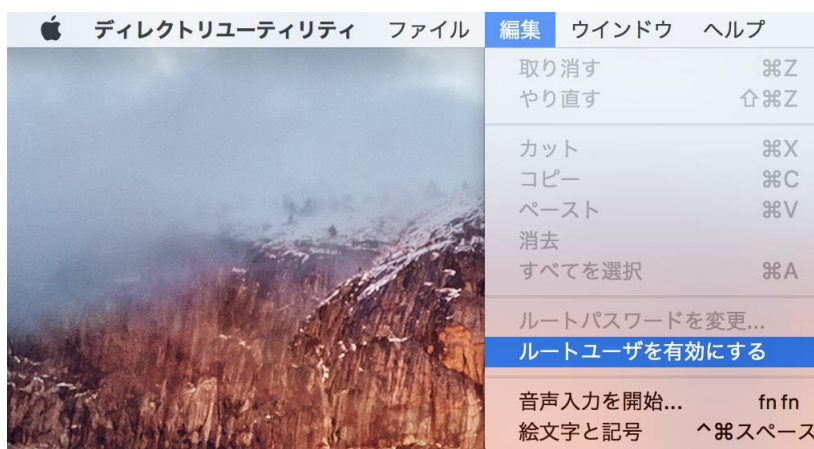 ディレクトリユーティリティ ファイル 編集 ウインドウ ヘルプ
取り消す ⌘Z
やり直す ⇧⌘Z
カット ⌘X
コピー ⌘C
ペースト ⌘V
消去
すべてを選択 ⌘A
ルートパスワードを変更...
ルートユーザを有効にする
音声入力を開始... fn fn
絵文字と記号 ^⌘スペース